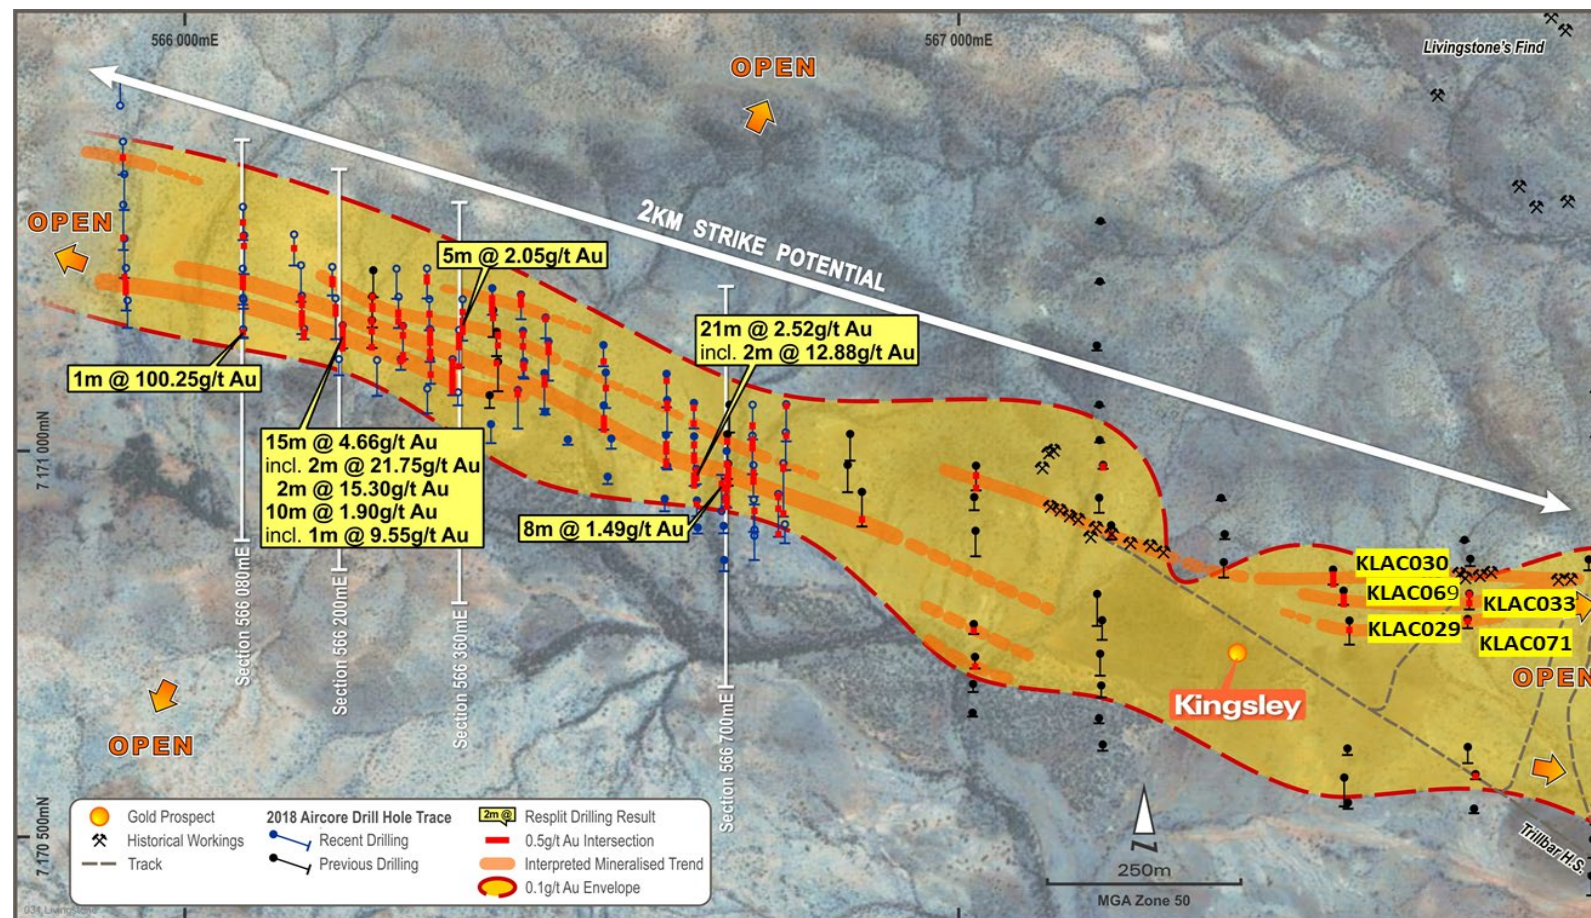 566 000mE
567 000mE
Livingstone's Find
OPEN
OPEN
2KM STRIKE POTENTIAL
5m @ 2.05g/t Au
21m @ 2.52g/t Au
incl. 2m @ 12.88g/t Au
1m @ 100.25g/t Au
15m @ 4.66g/t Au
incl. 2m @ 21.75g/t Au
2m @ 15.30g/t Au
10m @ 1.90g/t Au
incl. 1m @ 9.55g/t Au
8m @ 1.49g/t Au
7 171 000mN
Section 566 080mE
Section 566 200mE
Section 566 360mE
Section 566 700mE
KLAC030
KLAC069
KLAC033
KLAC029
KLAC071
OPEN
Kingsley
OPEN
7 170 500mN
Gold Prospect
Historical Workings
Track
2018 Aircore Drill Hole Trace
Recent Drilling
Previous Drilling
2m @
Resplit Drilling Result
0.5g/t Au Intersection
Interpreted Mineralised Trend
0.1g/t Au Envelope
N
250m
MGA Zone 50
Trillbar H.S.
031 Livingstone